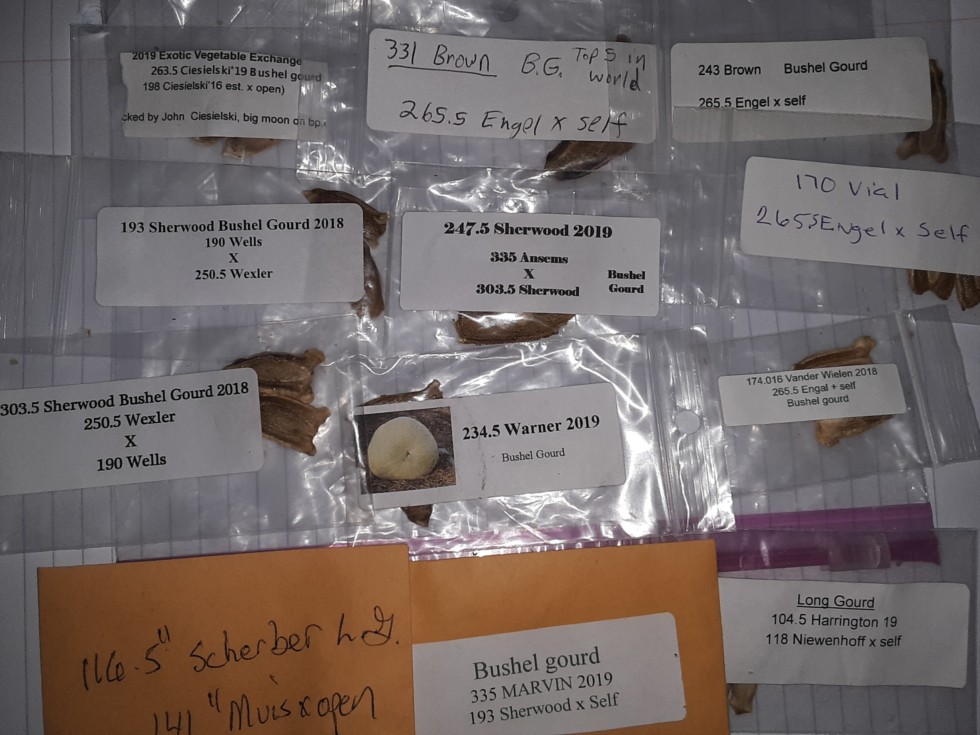 2019 Exotic Vegetable Exchange
263.5 Ciesielski'19 Bushel gourd
198 Ciesielski'16 est. x open)
cked by John Ciesielski, big moon on bp.
331 Brown B.G. Top 5 in world
265.5 Engel x self
243 Brown Bushel Gourd
265.5 Engel x self
193 Sherwood Bushel Gourd 2018
190 Wells
X
250.5 Wexler
247.5 Sherwood 2019
335 Ansems
X
303.5 Sherwood
Bushel
Gourd
170 Vial
265.5 Engel x Self
303.5 Sherwood Bushel Gourd 2018
250.5 Wexler
X
190 Wells
234.5 Warner 2019
Bushel Gourd
174.016 Vander Wielen 2018
265.5 Engal + self
Bushel gourd
116.5" Scherber L.G.
141" Muis x open
Bushel gourd
335 MARVIN 2019
193 Sherwood x Self
Long Gourd
104.5 Harrington 19
118 Niewenhoff x self